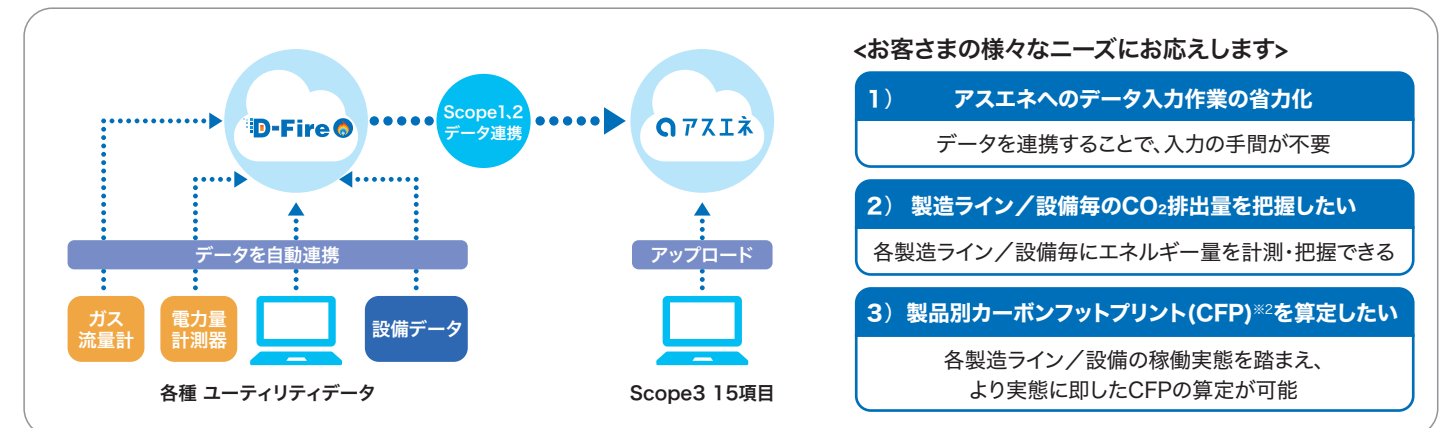 D-Fire
Scope1,2
データ連携
アスエネ
データを自動連携
アップロード
ガス
流量計
電力量
計測器
設備データ
各種 ユーティリティデータ
Scope3 15項目
<お客さまの様々なニーズにお応えします>
1） アスエネへのデータ入力作業の省力化
データを連携することで、入力の手間が不要
2） 製造ライン／設備毎のCO₂排出量を把握したい
各製造ライン／設備毎にエネルギー量を計測・把握できる
3） 製品別カーボンフットプリント(CFP)※2を算定したい
各製造ライン／設備の稼働実態を踏まえ、
より実態に即したCFPの算定が可能